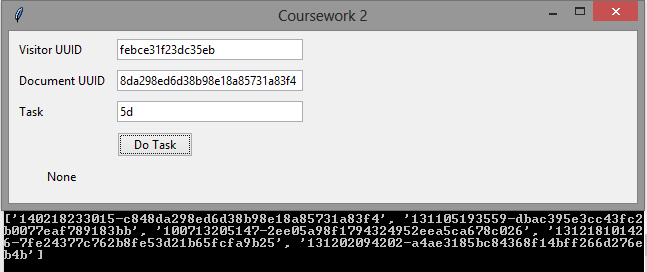 Coursework 2
Visitor UUID febce31f23dc35eb
Document UUID 8da298ed6d38b98e18a85731a83f4
Task 5d
Do Task
None
['140218233015-c848da298ed6d38b98e18a85731a83f4', '131105193559-dbac395e3cc43fc2
b0077eaf789183bb', '100713205147-2ee05a98f1794324952eea5ca678c026', '13121810142
6-7fe24377c762b8fe53d21b65fcfa9b25', '131202094202-a4ae3185bc84368f14bff266d276e
b4b']